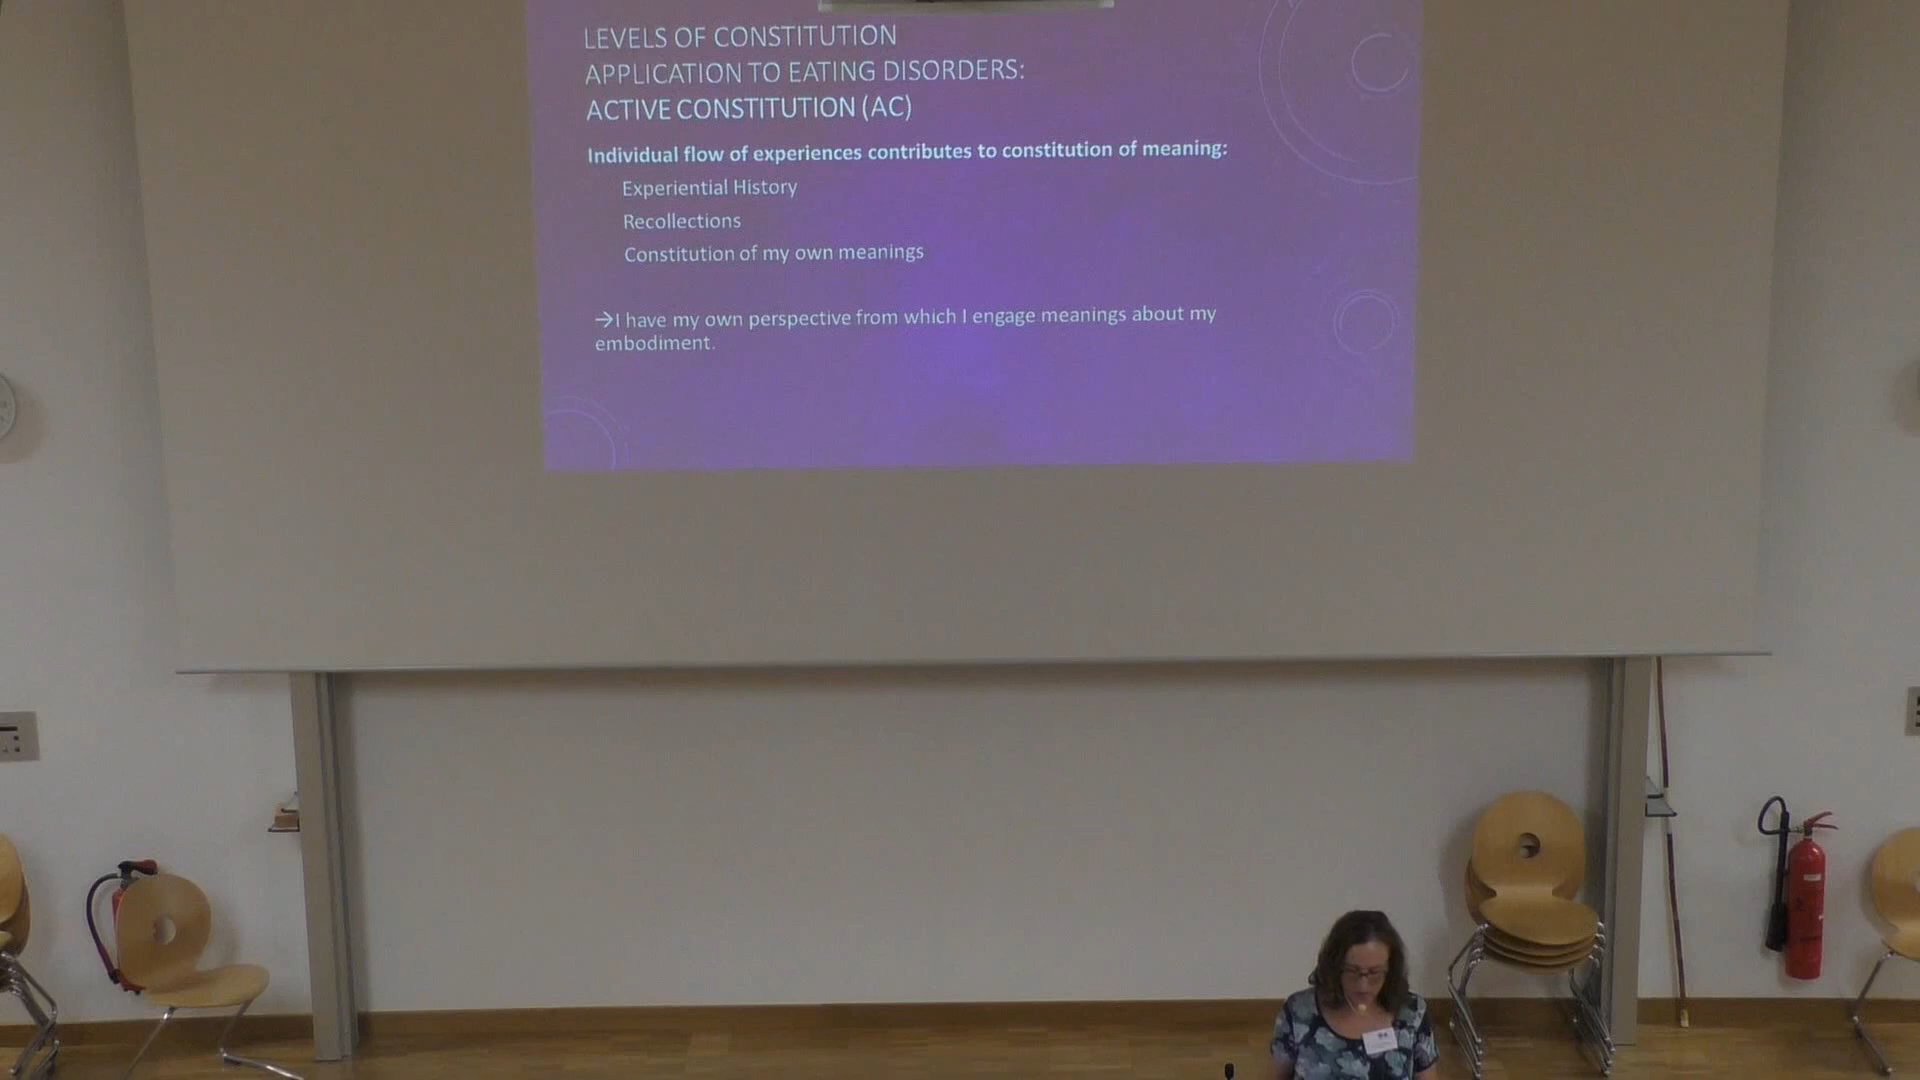 LEVELS OF CONSTITUTION
APPLICATION TO EATING DISORDERS:
ACTIVE CONSTITUTION (AC)
Individual flow of experiences contributes to constitution of meaning:
Experiential History
Recollections
Constitution of my own meanings
→I have my own perspective from which I engage meanings about my
embodiment.